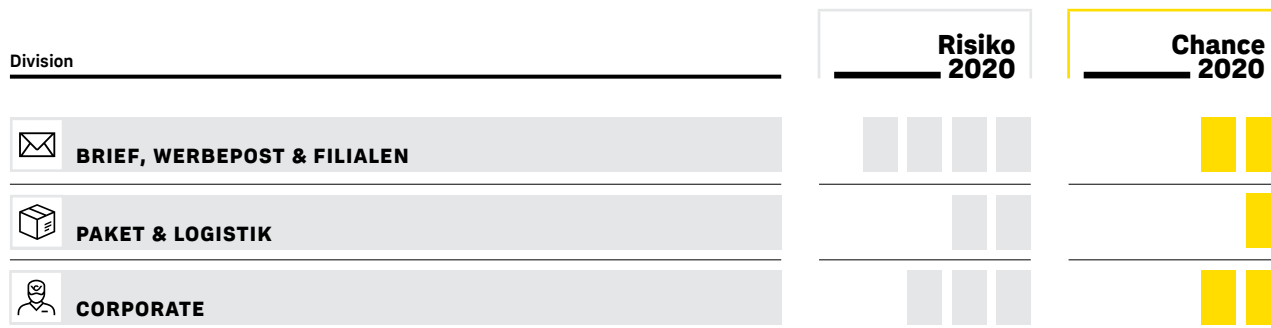 Division
Risiko
2020
Chance
2020
BRIEF, WERBEPOST & FILIALEN
PAKET & LOGISTIK
CORPORATE